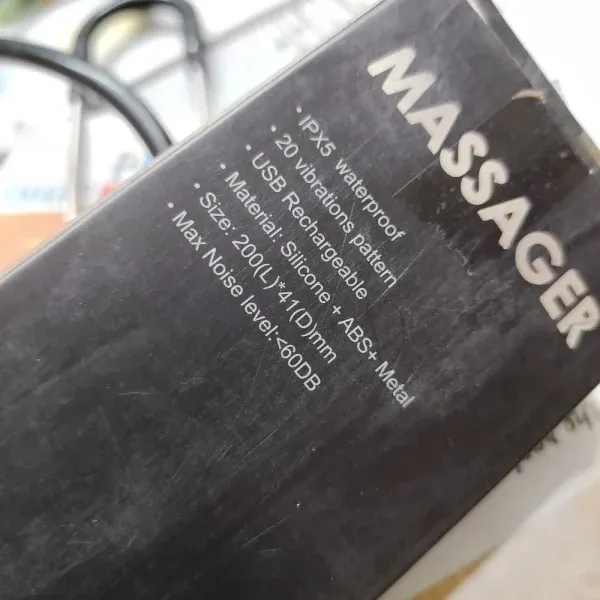 MASSAGER
• IPX5 waterproof
• 20 vibrations pattern
• USB Rechargeable
• Material: Silicone + ABS+ Metal
• Size: 200(L)*41(D)mm
• Max Noise level:<60DB